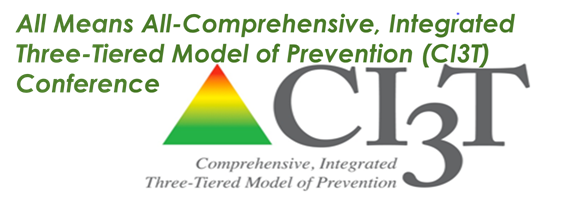 All Means All-Comprehensive, Integrated
Three-Tiered Model of Prevention (CI3T)
Conference
CI3T
Comprehensive, Integrated
Three-Tiered Model of Prevention